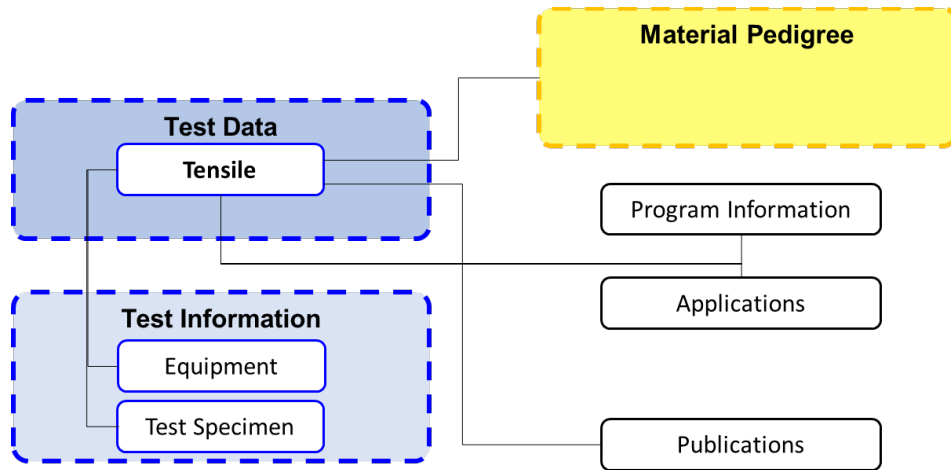 Material Pedigree
Test Data
Tensile
Program Information
Applications
Test Information
Equipment
Test Specimen
Publications